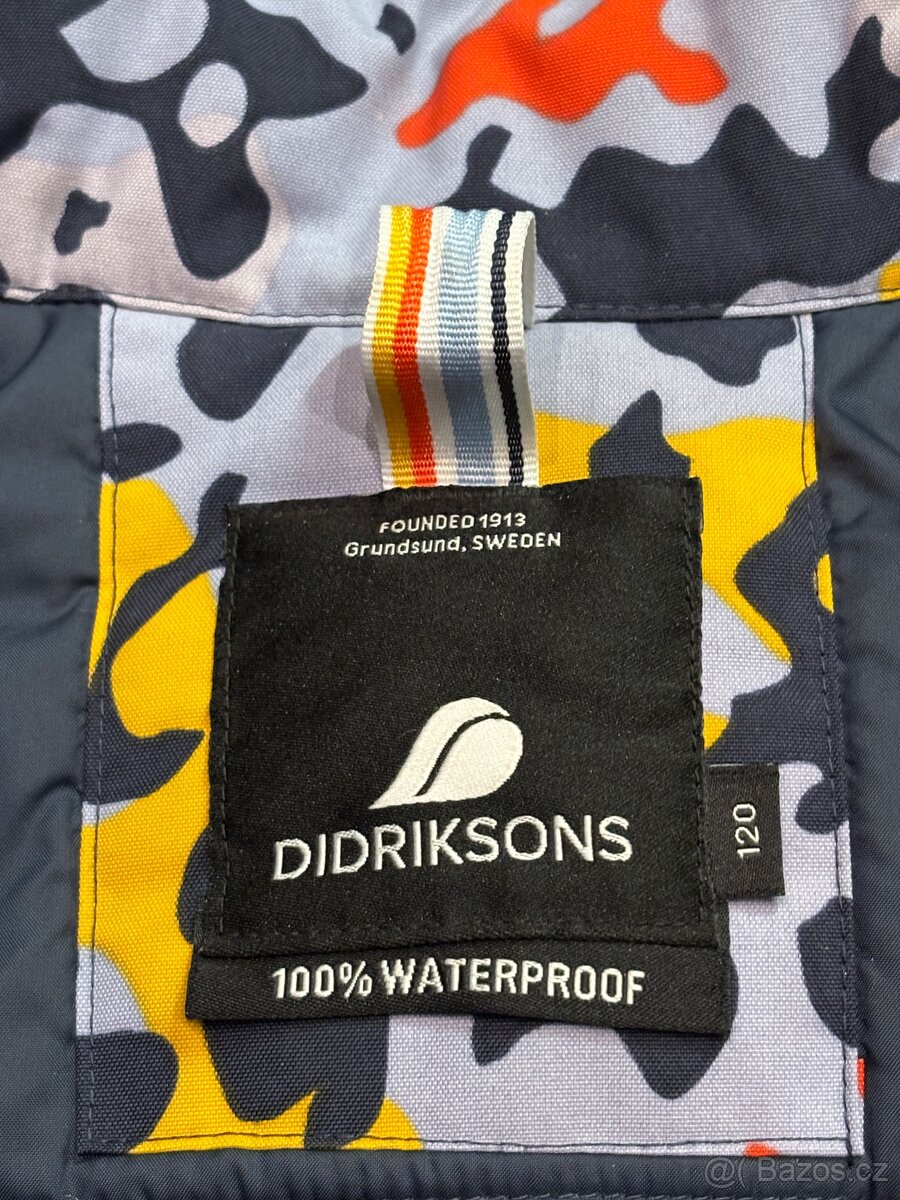 FOUNDED 1913
Grundsund, SWEDEN
DIDRIKSONS
120
100% WATERPROOF
@( Bazos.cz